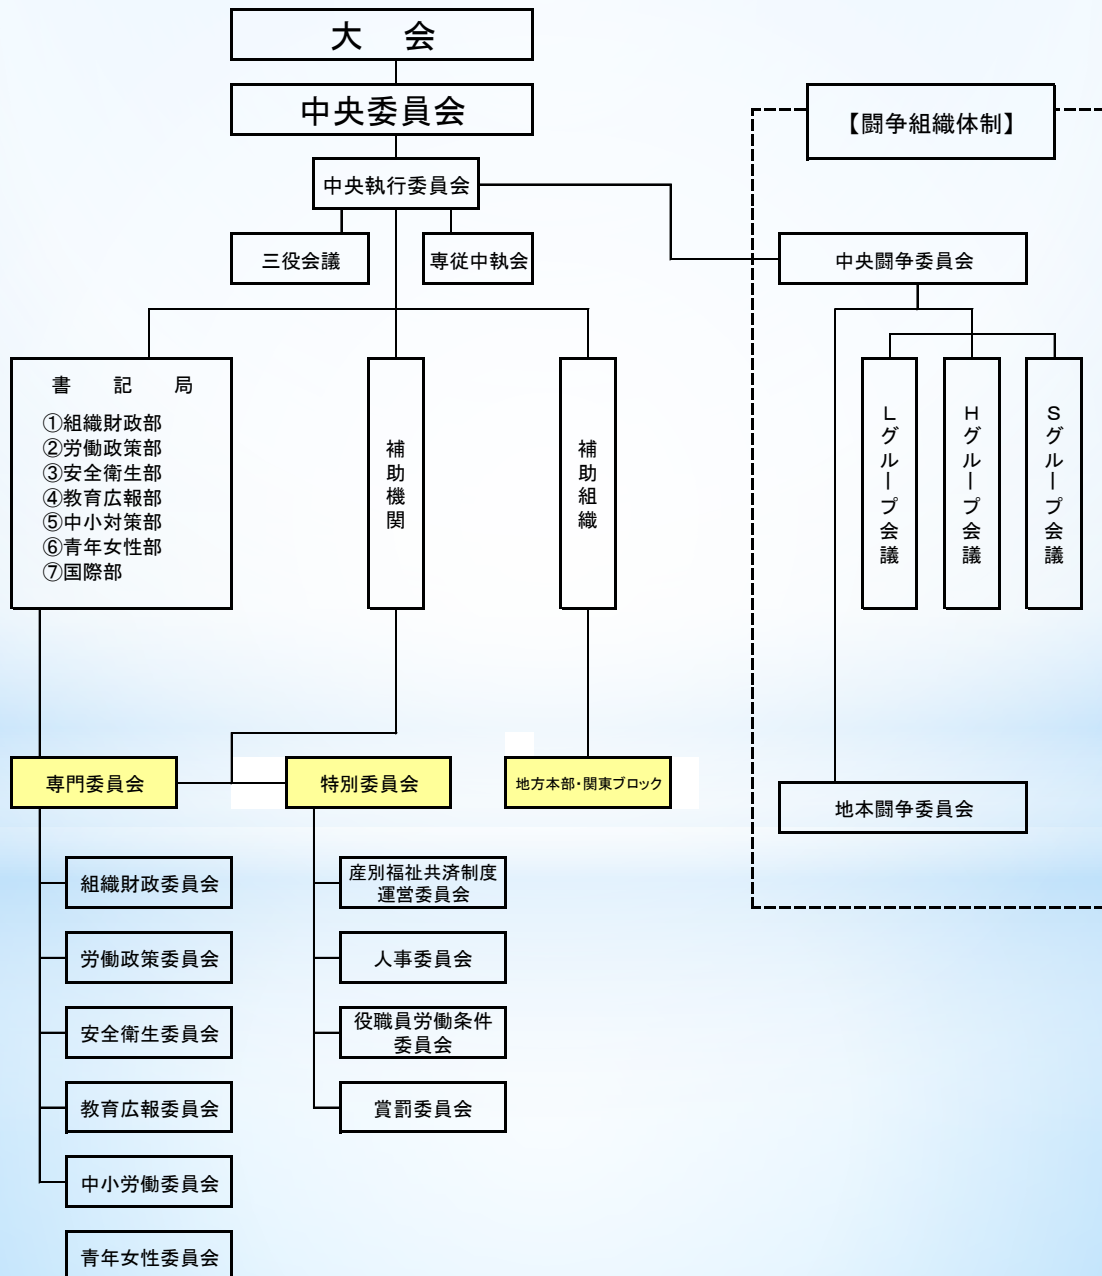 大　会
中央委員会
【闘争組織体制】
中央執行委員会
三役会議
専従中執会
中央闘争委員会
書　記　局
①組織財政部
②労働政策部
③安全衛生部
④教育広報部
⑤中小対策部
⑥青年女性部
⑦国際部
補助機関
補助組織
Lグループ会議
Hグループ会議
Sグループ会議
専門委員会
特別委員会
地方本部・関東ブロック
地本闘争委員会
組織財政委員会
労働政策委員会
安全衛生委員会
教育広報委員会
中小労働委員会
青年女性委員会
産別福祉共済制度
運営委員会
人事委員会
役職員労働条件
委員会
賞罰委員会